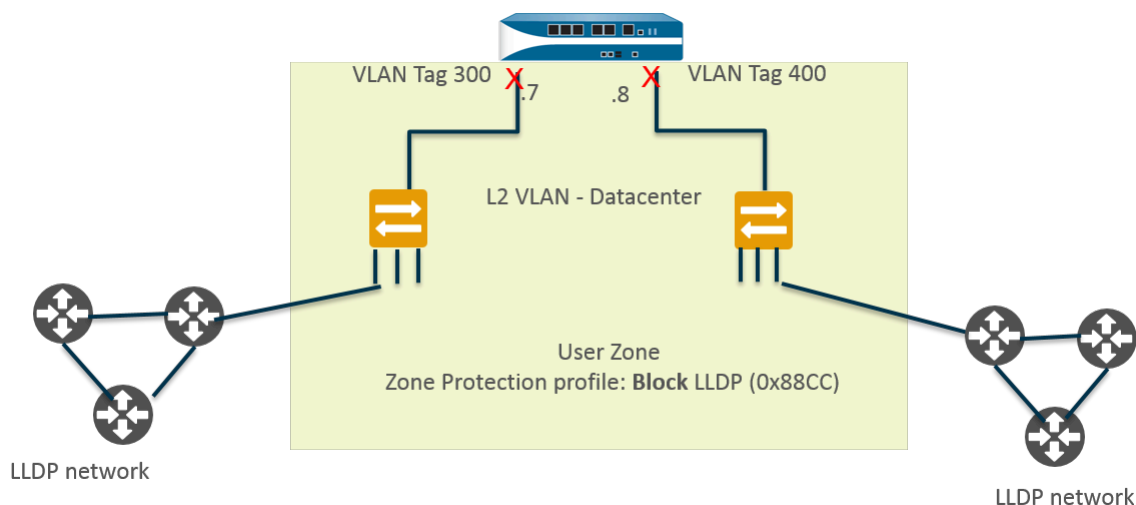 VLAN Tag 300
VLAN Tag 400
X
.7
.8
X
L2 VLAN - Datacenter
User Zone
Zone Protection profile: Block LLDP (0x88CC)
LLDP network
LLDP network